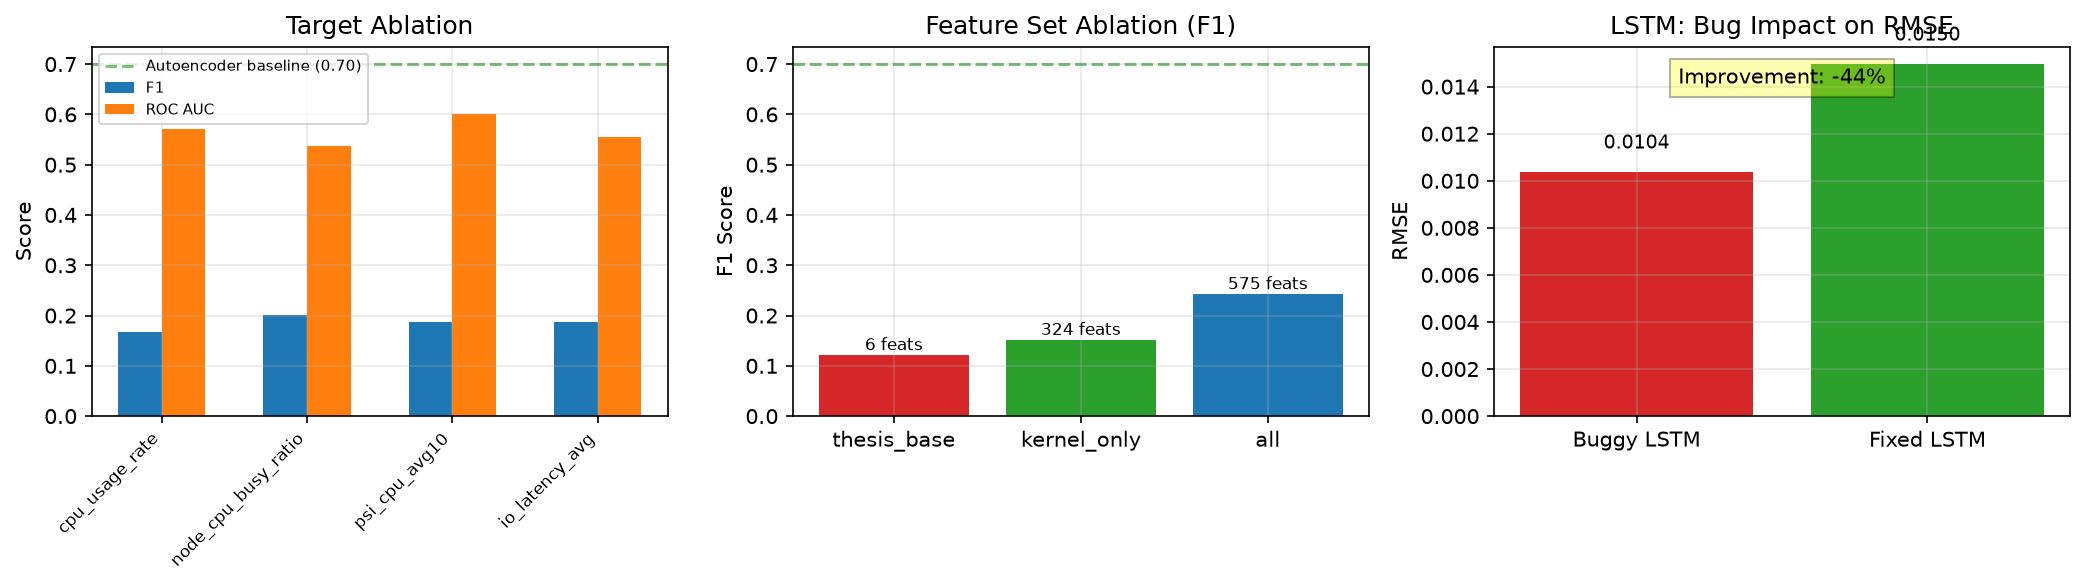 Target Ablation
Score
0.7
0.6
0.5
0.4
0.3
0.2
0.1
0.0
Autoencoder baseline (0.70)
F1
ROC AUC
cpu_usage_rate
node_cpu_busy_ratio
psi_cpu_avg10
io_latency_avg
Feature Set Ablation (F1)
F1 Score
0.7
0.6
0.5
0.4
0.3
0.2
0.1
0.0
6 feats
324 feats
575 feats
thesis_base
kernel_only
all
LSTM: Bug Impact on RMSE
0.0150
Improvement: -44%
0.0104
RMSE
0.014
0.012
0.010
0.008
0.006
0.004
0.002
0.000
Buggy LSTM
Fixed LSTM